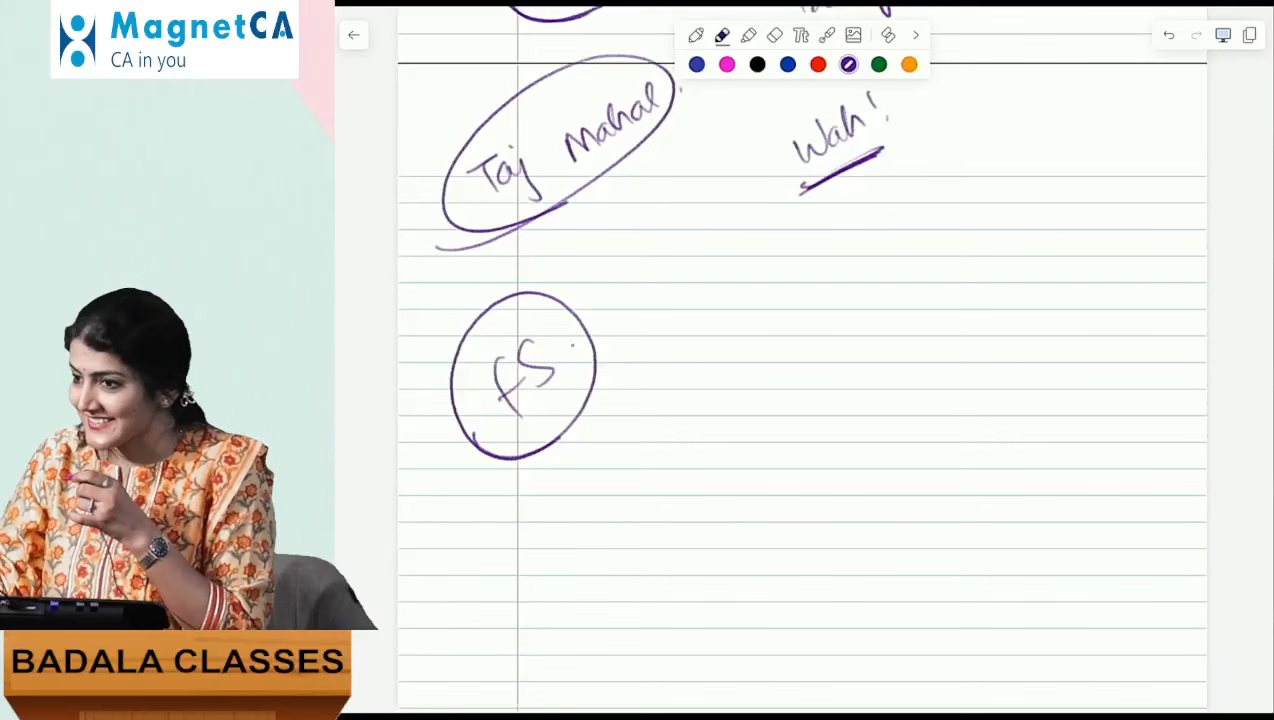 MagnetCA
CA in you
Taj Mahal
Wah!
FS
BADALA CLASSES